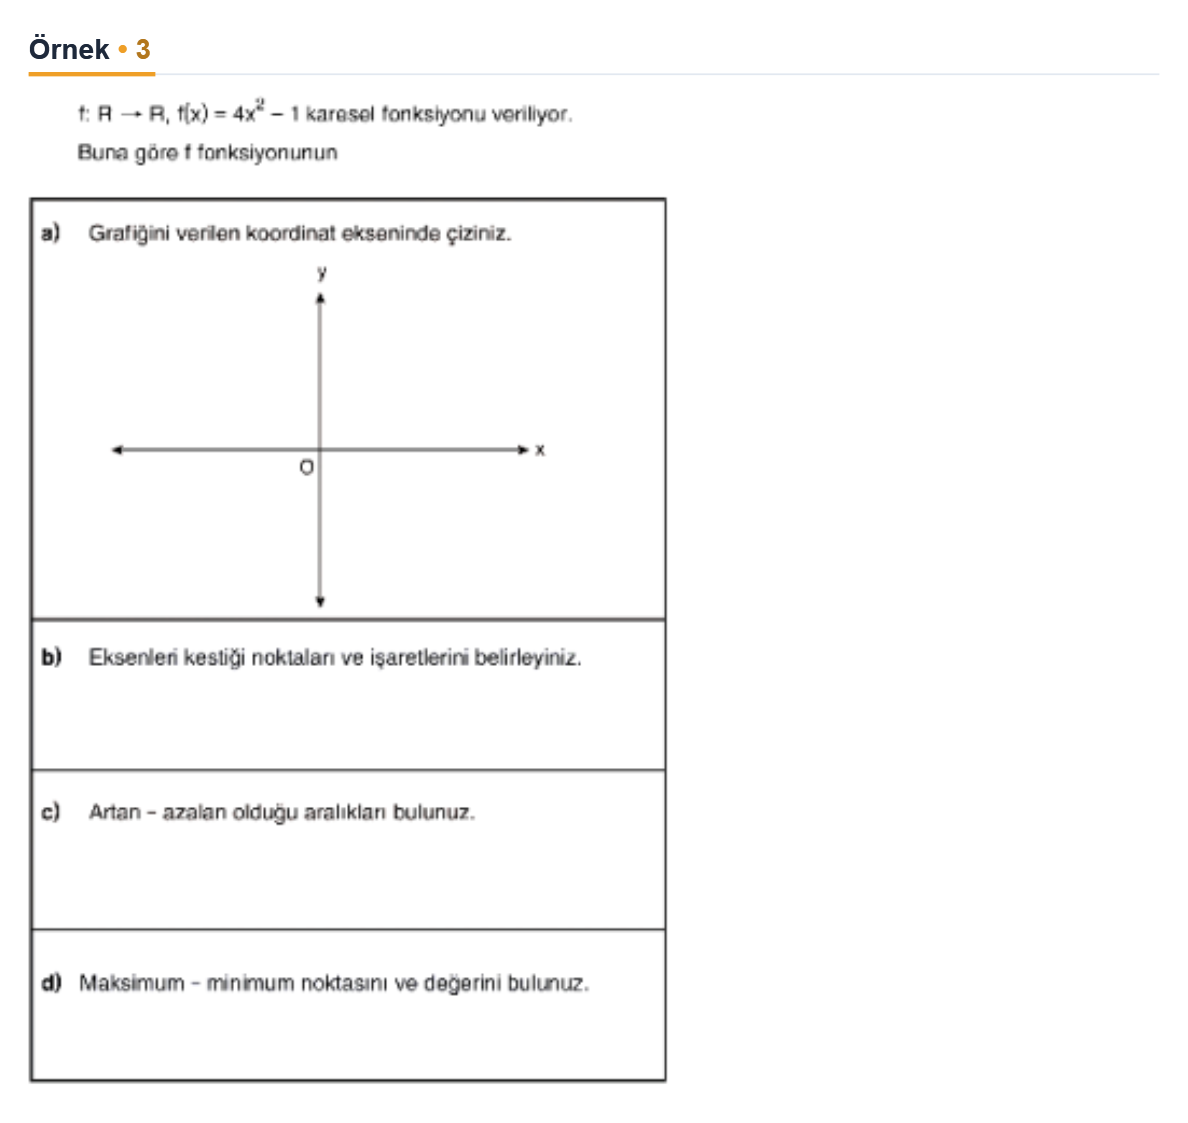 Örnek • 3
f: R → R, f(x) = 4x² – 1 karesel fonksiyonu veriliyor.
Buna göre f fonksiyonunun
a) Grafiğini verilen koordinat ekseninde çiziniz.
y
x
O
b) Eksenleri kestiği noktaları ve işaretlerini belirleyiniz.
c) Artan – azalan olduğu aralıkları bulunuz.
d) Maksimum – minimum noktasını ve değerini bulunuz.